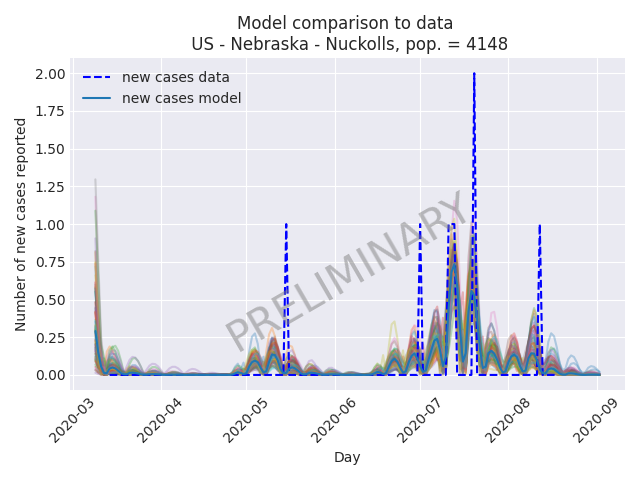 Model comparison to data
US - Nebraska - Nuckolls, pop. = 4148
new cases data
new cases model
Number of new cases reported
2.00
1.75
1.50
1.25
1.00
0.75
0.50
0.25
0.00
PRELIMINARY
2020-03
2020-04
2020-05
2020-06
2020-07
2020-08
2020-09
Day